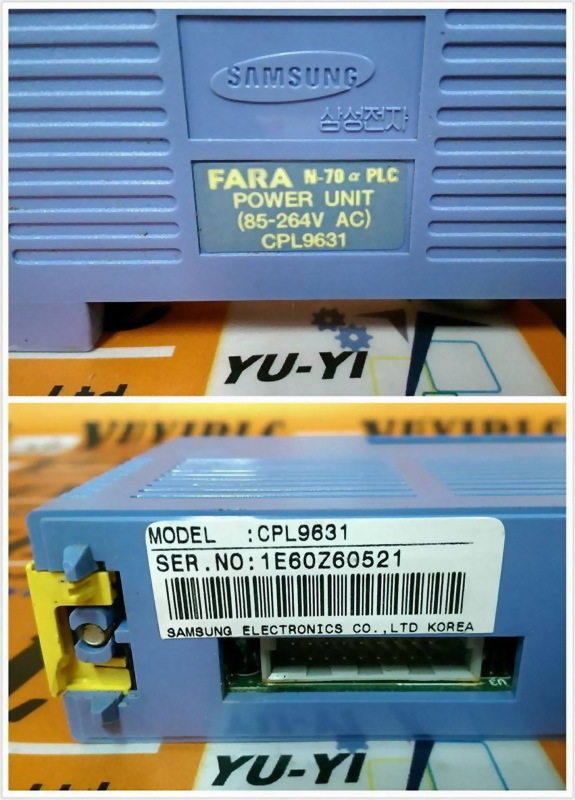 SAMSUNG
삼성전자
FARA N-70 α PLC
POWER UNIT
(85-264V AC)
CPL9631
YU-YI
Ltd
MODEL :CPL9631
SER.NO:1E60Z60521
SAMSUNG ELECTRONICS CO.,LTD KOREA
YU-YI